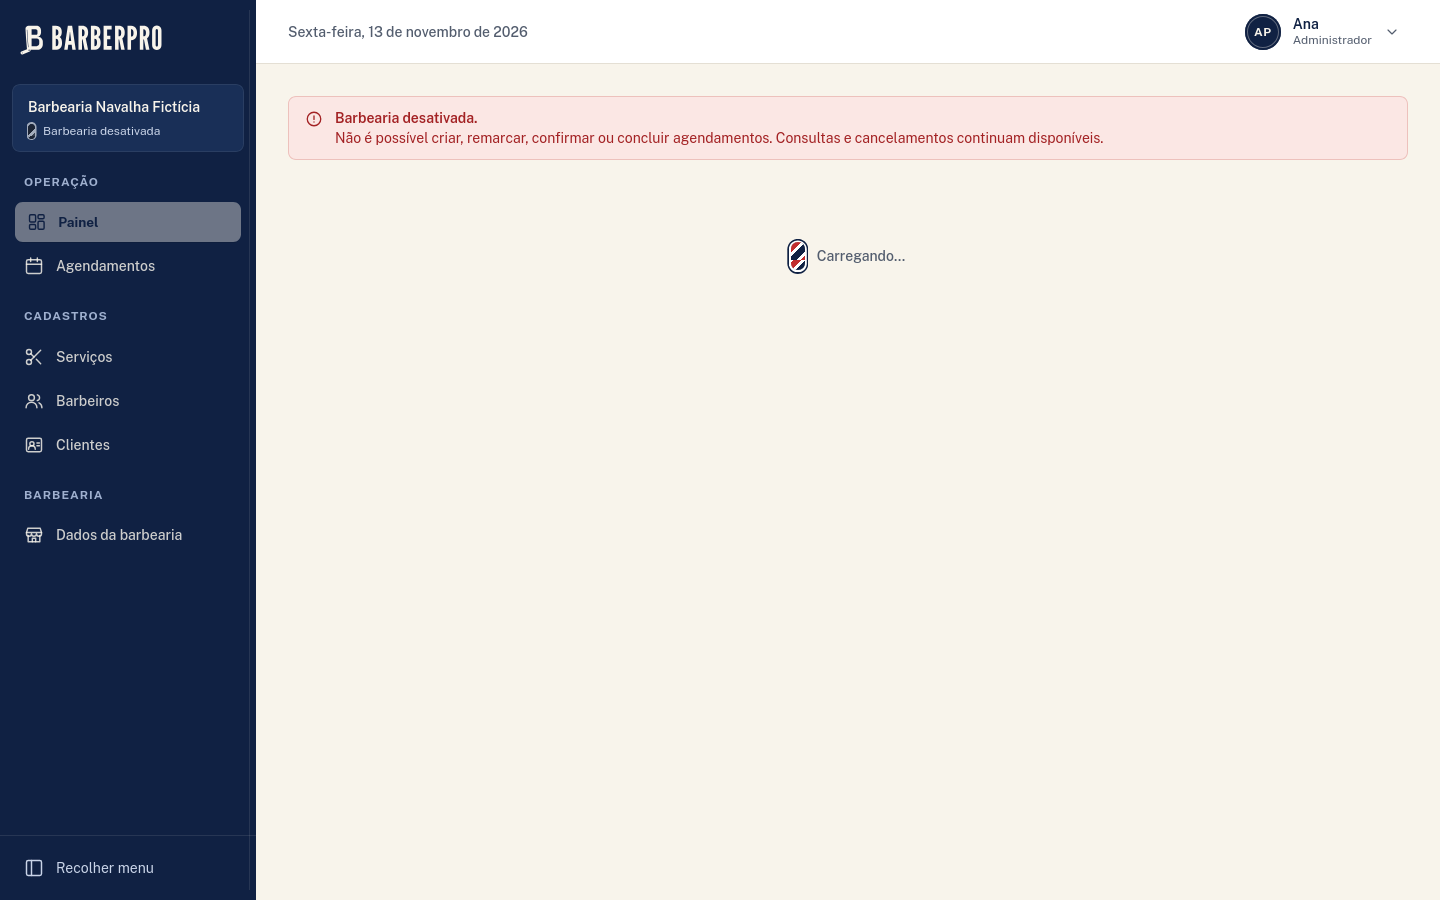 BARBERPRO
Sexta-feira, 13 de novembro de 2026
AP
Ana
Administrador
Barbearia Navalha Fictícia
Barbearia desativada
OPERAÇÃO
Painel
Agendamentos
CADASTROS
Serviços
Barbeiros
Clientes
BARBEARIA
Dados da barbearia
Recolher menu
Barbearia desativada.
Não é possível criar, remarcar, confirmar ou concluir agendamentos. Consultas e cancelamentos continuam disponíveis.
Carregando...